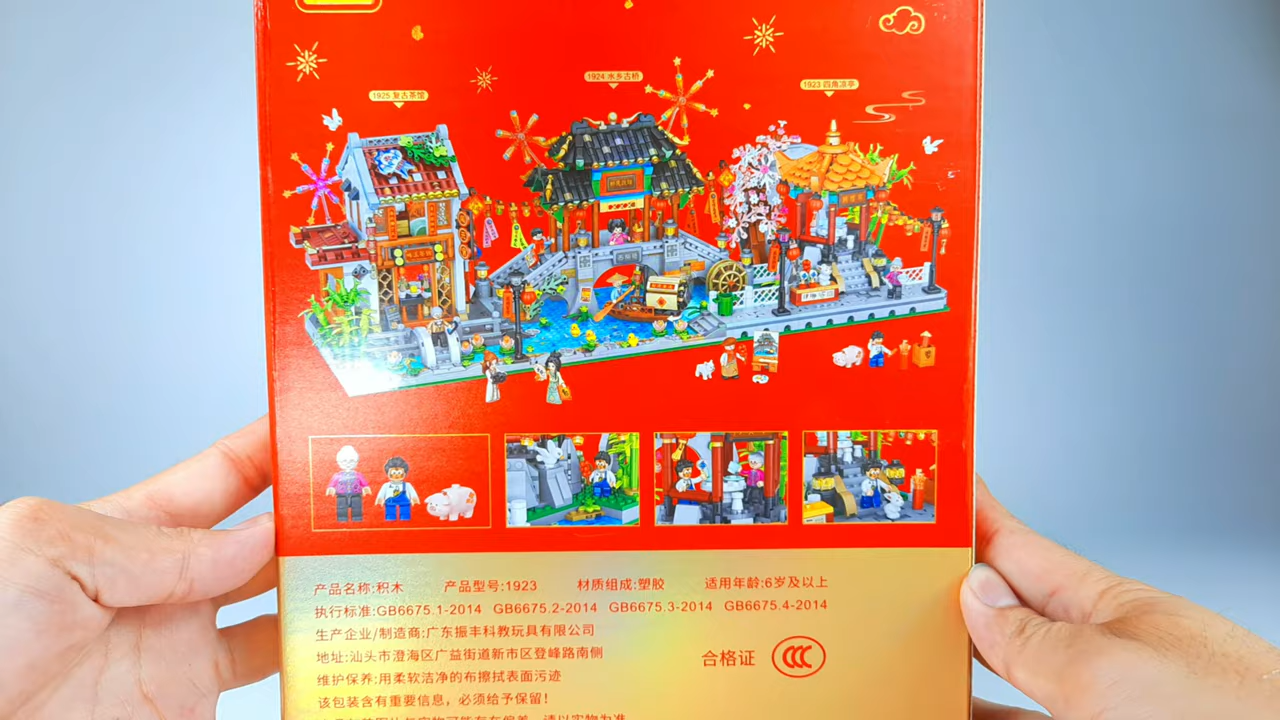 1925 复古茶馆
1924 水乡古桥
1923 四角凉亭
产品名称:积木 产品型号:1923 材质组成:塑胶 适用年龄:6岁及以上
执行标准:GB6675.1-2014 GB6675.2-2014 GB6675.3-2014 GB6675.4-2014
生产企业/制造商:广东振丰科教玩具有限公司
地址:汕头市澄海区广益街道新市区登峰路南侧
维护保养:用柔软洁净的布擦拭表面污迹
该包装含有重要信息，必须给予保留!
合格证 CCC